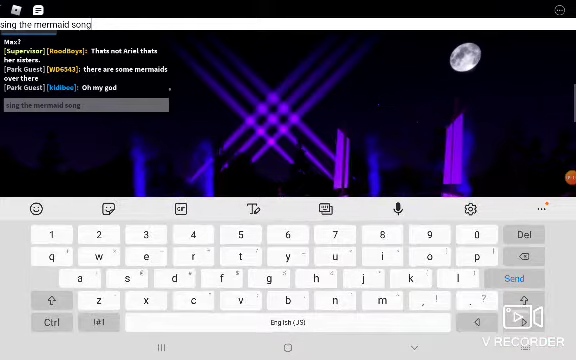 sing the mermaid song
Max?
[Supervisor] [RoodBoys]: Thats not Ariel thats
her sisters.
[Park Guest] [WD6543]: there are some mermaids
over there
[Park Guest] [kidibee]: Oh my god
sing the mermaid song
GIF
1 2 3 4 5 6 7 8 9 0 Del
q w e r t y u i o p
a s d f g h j k l Send
z x c v b n m , ! . ?
Ctrl !#1 English (US)
V RECORDER